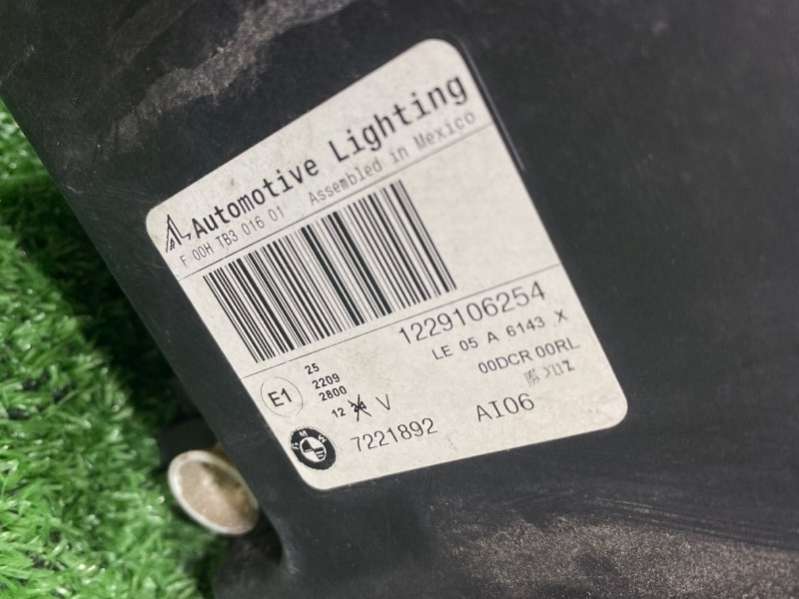 Automotive Lighting
F 00H TB3 016 01 Assembled in Mexico
1229106254
LE 05 A 6143 X
00DCR 00RL
E1
25
2209
2800
12 V
BMW
7221892 AI06